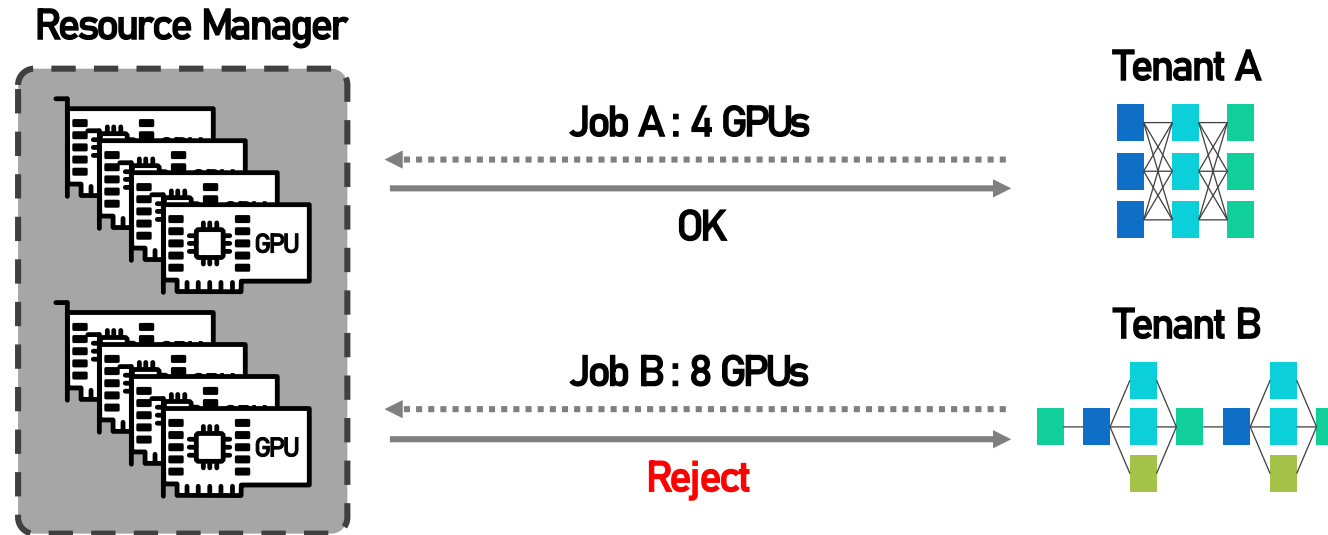 Resource Manager
Tenant A
Job A : 4 GPUs
OK
GPU
Tenant B
Job B : 8 GPUs
Reject
GPU